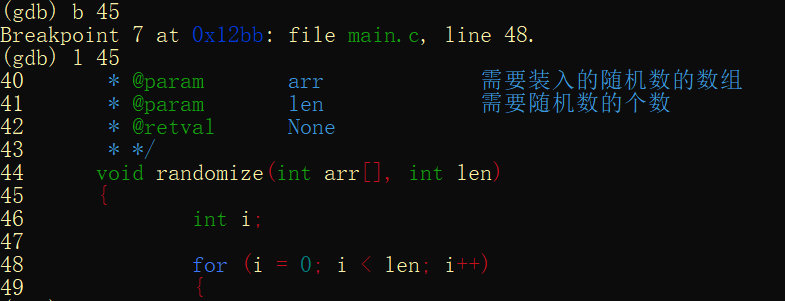 (gdb) b 45
Breakpoint 7 at 0x12bb: file main.c, line 48.
(gdb) l 45
40       * @param      arr             需要装入的随机数的数组
41       * @param      len             需要随机数的个数
42       * @retval     None
43       * */
44      void randomize(int arr[], int len)
45      {
46              int i;
47
48              for (i = 0; i < len; i++)
49              {